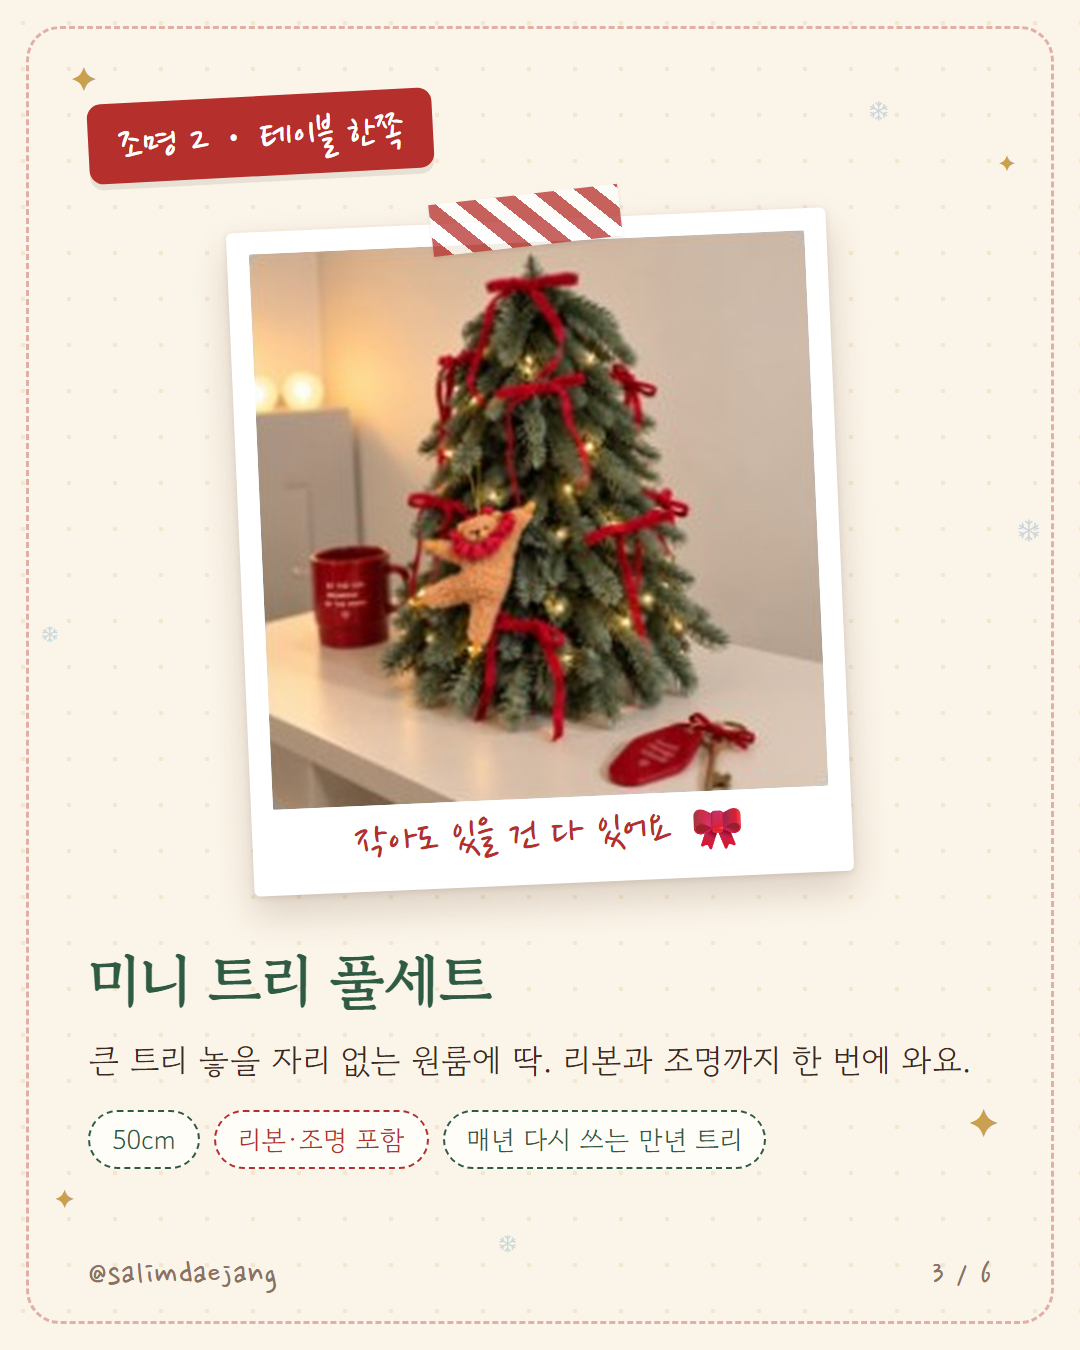 조명 2 · 테이블 한쪽
작아도 있을 건 다 있어요
미니 트리 풀세트
큰 트리 놓을 자리 없는 원룸에 딱. 리본과 조명까지 한 번에 와요.
50cm
리본·조명 포함
매년 다시 쓰는 만년 트리
@salimdaejang
3 / 6